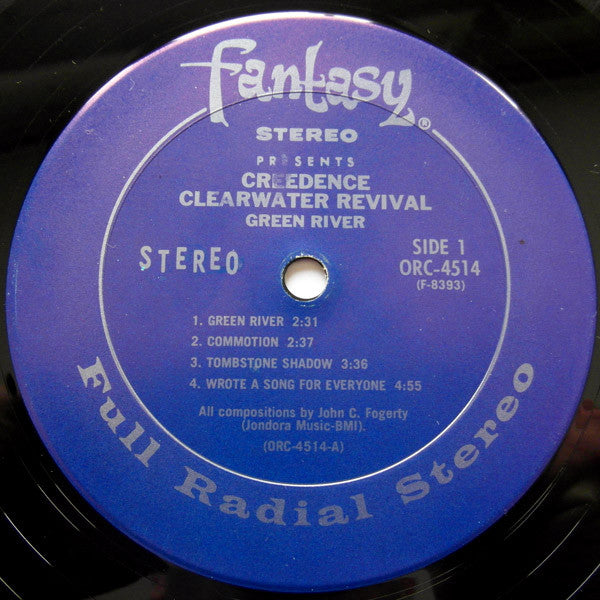 Fantasy®
STEREO
PRESENTS
CREEDENCE
CLEARWATER REVIVAL
GREEN RIVER
STEREO
SIDE 1
ORC-4514
(F-8393)
1. GREEN RIVER 2:31
2. COMMOTION 2:37
3. TOMBSTONE SHADOW 3:36
4. WROTE A SONG FOR EVERYONE 4:55
All compositions by John C. Fogerty
(Jondora Music-BMI).
(ORC-4514-A)
Full Radial Stereo